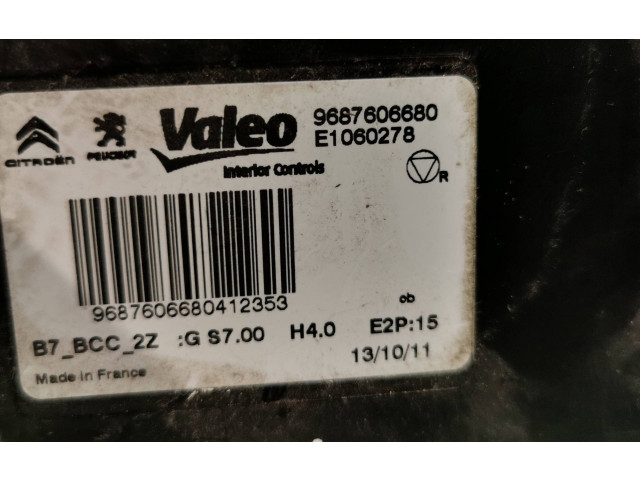 CITROËN PEUGEOT Valeo 9687606680
E1060278
Interior Controls
R
9687606680412353
ob
B7_BCC_2Z :G S7.00 H4.0 E2P:15
13/10/11
Made in France